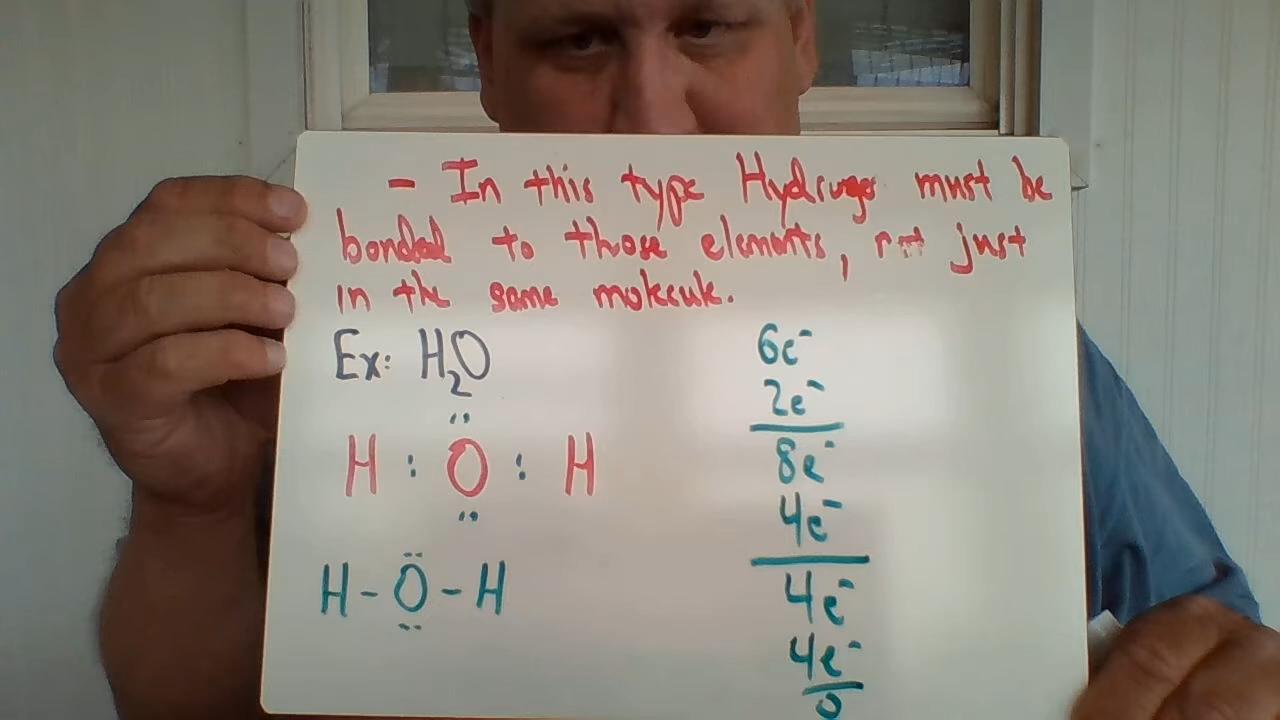 - In this type Hydrogen must be
bonded to those elements, not just
in the same molecule.
Ex: H₂O
H : O : H
H - O - H
6e⁻
2e⁻
8e⁻
4e⁻
4e⁻
4e⁻
0